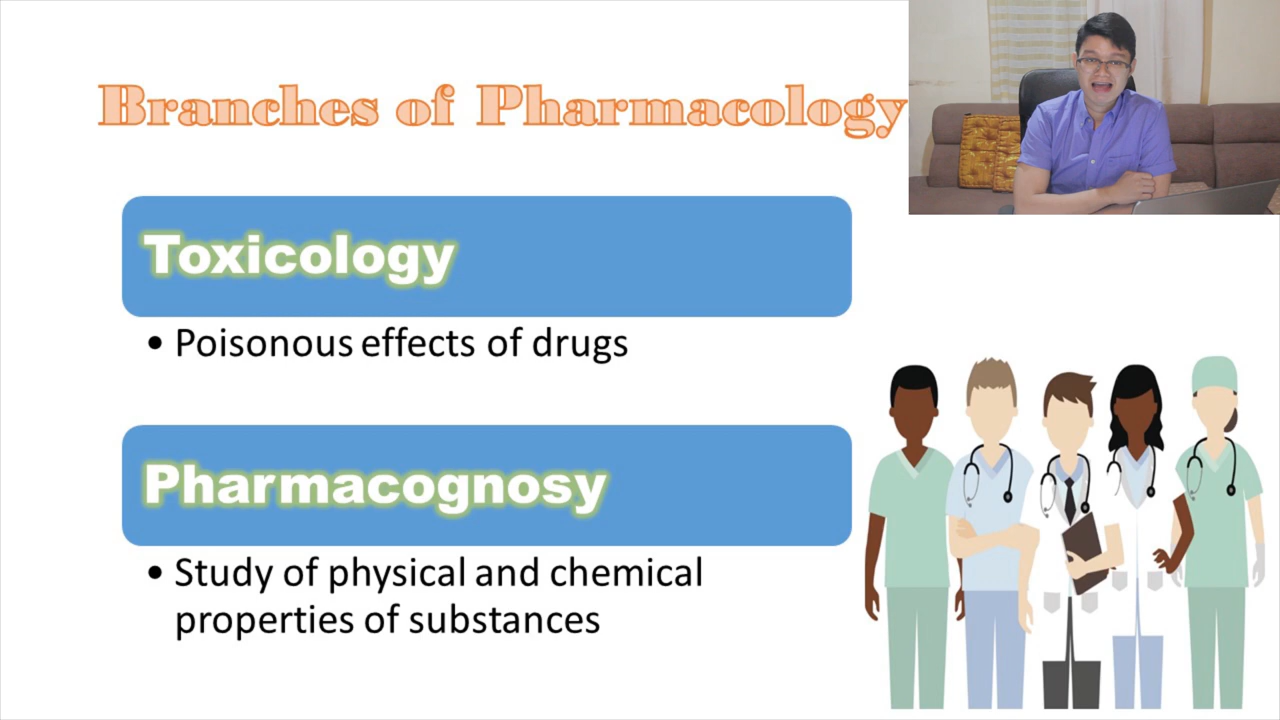 Branches of Pharmacology
Toxicology
• Poisonous effects of drugs
Pharmacognosy
• Study of physical and chemical
properties of substances